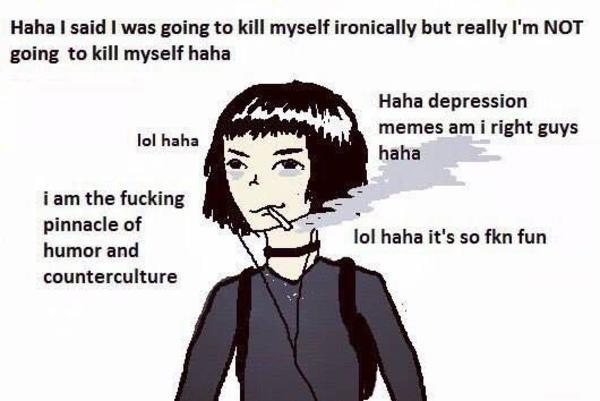 Haha I said I was going to kill myself ironically but really I'm NOT
going to kill myself haha
lol haha
Haha depression
memes am i right guys
haha
i am the fucking
pinnacle of
humor and
counterculture
lol haha it's so fkn fun